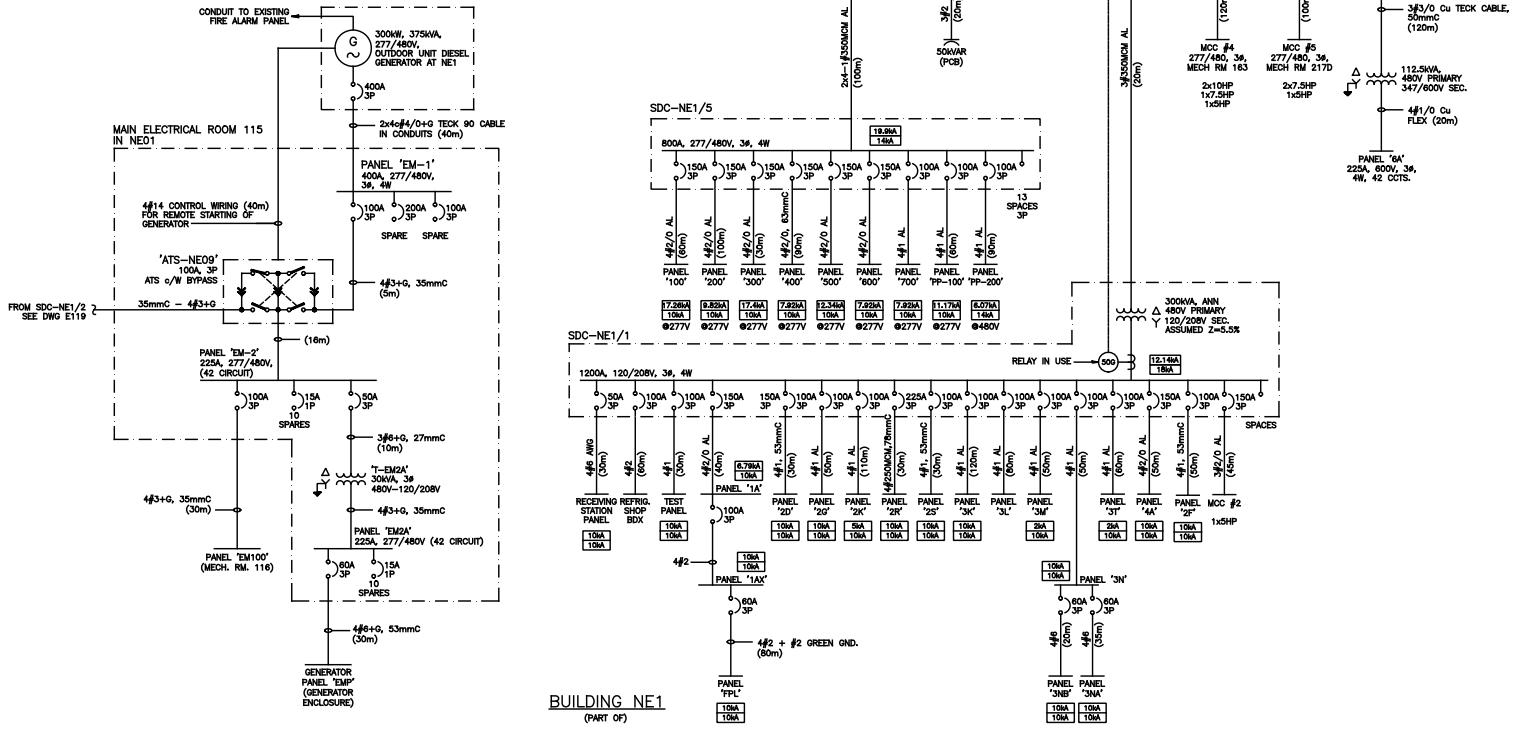 CONDUIT TO EXISTING
FIRE ALARM PANEL
G
300kW, 375kVA,
277/480V,
OUTDOOR UNIT DIESEL
GENERATOR AT NE1
400A
3P
2x4c#4/0+G TECK 90 CABLE
IN CONDUITS (40m)
MAIN ELECTRICAL ROOM 115
IN NE01
PANEL 'EM-1'
400A, 277/480V,
3ø, 4W
4#14 CONTROL WIRING (40m)
FOR REMOTE STARTING OF
GENERATOR
100A
3P
200A
3P
100A
3P
SPARE
SPARE
'ATS-NE09'
100A, 3P
ATS c/W BYPASS
4#3+G, 35mmC
(5m)
FROM SDC-NE1/2
SEE DWG E119
35mmC - 4#3+G
(16m)
PANEL 'EM-2'
225A, 277/480V,
(42 CIRCUIT)
100A
3P
15A
1P
10
SPARES
50A
3P
3#6+G, 27mmC
(10m)
'T-EM2A'
30kVA, 3ø
480V-120/208V
4#3+G, 35mmC
(30m)
4#3+G, 35mmC
PANEL 'EM2A'
225A, 277/480V (42 CIRCUIT)
PANEL 'EM100'
(MECH. RM. 116)
60A
3P
15A
1P
10
SPARES
4#6+G, 53mmC
(30m)
GENERATOR
PANEL 'EMP'
(GENERATOR
ENCLOSURE)
2x4-1#350MCM AL
(100m)
3#2
(20m)
50kVAR
(PCB)
3#350MCM AL
(20m)
(120m)
MCC #4
277/480, 3ø,
MECH RM 163
2x10HP
1x7.5HP
1x5HP
(100m)
MCC #5
277/480, 3ø,
MECH RM 217D
2x7.5HP
1x5HP
3#3/0 Cu TECK CABLE,
50mmC
(120m)
112.5kVA,
480V PRIMARY
347/600V SEC.
4#1/0 Cu
FLEX (20m)
PANEL '6A'
225A, 600V, 3ø,
4W, 42 CCTS.
SDC-NE1/5
800A, 277/480V, 3ø, 4W
19.9kA
14kA
150A
3P
150A
3P
150A
3P
150A
3P
150A
3P
150A
3P
100A
3P
100A
3P
100A
3P
13
SPACES
3P
4#2/0 AL
(60m)
4#2/0 AL
(100m)
4#2/0 AL
(30m)
4#2/0, 63mmC
(90m)
4#2/0 AL
4#2/0 AL
4#1 AL
4#1 AL
(60m)
4#1 AL
(90m)
PANEL
'100'
PANEL
'200'
PANEL
'300'
PANEL
'400'
PANEL
'500'
PANEL
'600'
PANEL
'700'
PANEL
'PP-100'
PANEL
'PP-200'
17.26kA
10kA
@277V
9.82kA
10kA
@277V
17.4kA
10kA
@277V
7.92kA
10kA
@277V
12.34kA
10kA
@277V
7.92kA
10kA
@277V
7.92kA
10kA
@277V
11.17kA
10kA
@277V
6.07kA
14kA
@480V
SDC-NE1/1
1200A, 120/208V, 3ø, 4W
300kVA, ANN
480V PRIMARY
120/208V SEC.
ASSUMED Z=5.5%
RELAY IN USE
50G
12.14kA
18kA
50A
3P
100A
3P
100A
3P
150A
3P
150A
3P
100A
3P
100A
3P
100A
3P
225A
3P
100A
3P
100A
3P
100A
3P
100A
3P
100A
3P
100A
3P
150A
3P
100A
3P
150A
3P
SPACES
4#6 AWG
(30m)
4#2
(60m)
4#1
(30m)
4#2/0 AL
(40m)
4#1, 53mmC
(30m)
4#1 AL
(50m)
4#1 AL
(110m)
4#250MCM,78mmC
(30m)
4#1, 53mmC
(30m)
4#1 AL
(120m)
4#1 AL
(80m)
4#1 AL
(50m)
4#1 AL
(50m)
4#1 AL
(60m)
4#2/0 AL
(50m)
4#1, 53mmC
(50m)
3#2/0 AL
(45m)
RECEIVING
STATION
PANEL
10kA
10kA
REFRIG.
SHOP
BDX
TEST
PANEL
10kA
10kA
6.79kA
10kA
PANEL '1A'
100A
3P
4#2
10kA
10kA
PANEL '1AX'
60A
3P
4#2 + #2 GREEN GND.
(80m)
PANEL
'FPL'
10kA
10kA
PANEL
'2D'
10kA
10kA
PANEL
'2G'
10kA
10kA
PANEL
'2K'
5kA
10kA
PANEL
'2R'
10kA
10kA
PANEL
'2S'
10kA
10kA
PANEL
'3K'
10kA
10kA
PANEL
'3L'
PANEL
'3M'
2kA
10kA
PANEL
'3T'
2kA
10kA
PANEL
'4A'
10kA
10kA
PANEL
'2F'
10kA
10kA
MCC #2
1x5HP
10kA
10kA
PANEL '3N'
60A
3P
60A
3P
4#6
(20m)
4#6
(35m)
PANEL
'3NB'
10kA
10kA
PANEL
'3NA'
10kA
10kA
BUILDING NE1
(PART OF)